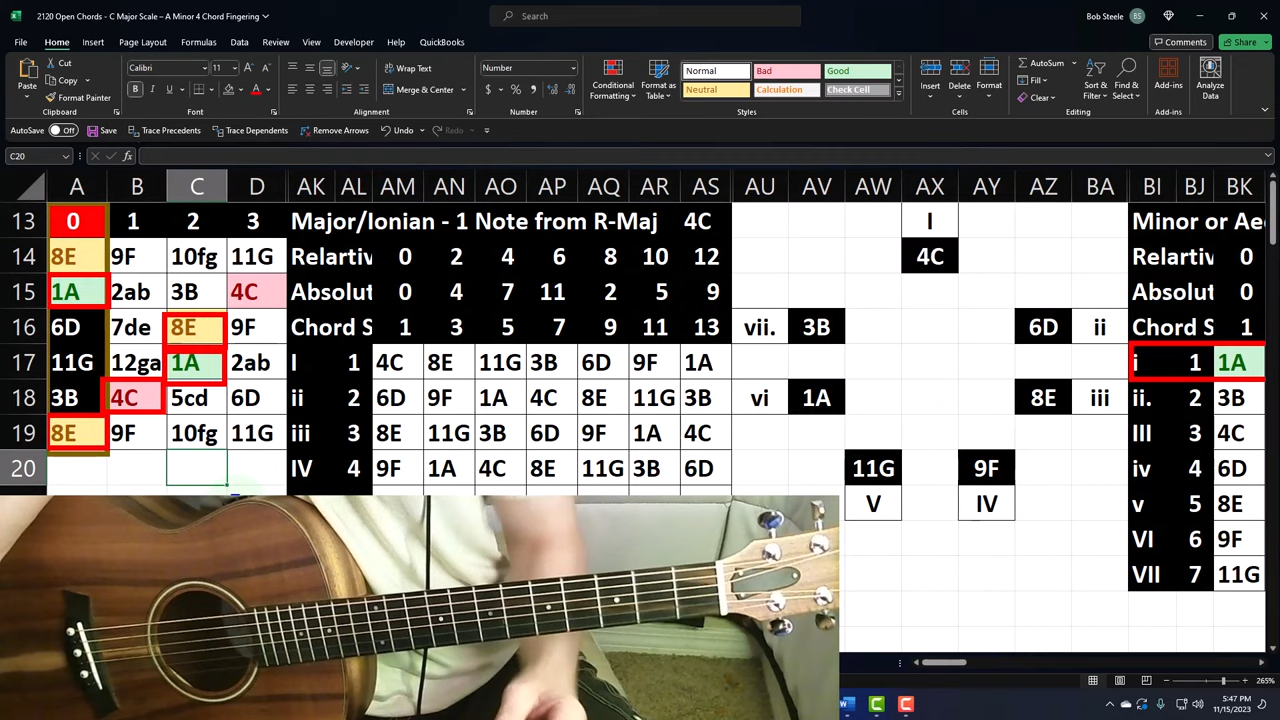 2120 Open Chords - C Major Scale – A Minor 4 Chord Fingering
Search
Bob Steele BS
File Home Insert Page Layout Formulas Data Review View Developer Automate Help QuickBooks
Comments Share
Cut
Copy
Format Painter
Paste
Clipboard
Calibri 11
Font
Wrap Text
Merge & Center
Alignment
Number
Number
Conditional Formatting
Format as Table
Normal Bad Good
Neutral Calculation Check Cell
Styles
Insert Delete Format
Cells
AutoSum
Fill
Clear
Sort & Filter
Find & Select
Editing
Add-ins
Add-ins
Analyze Data
AutoSave Off Save Trace Precedents Trace Dependents Remove Arrows Undo Redo
C20 fx
A B C D AK AL AM AN AO AP AQ AR AS AU AV AW AX AY AZ BA BI BJ BK
13 0 1 2 3 Major/Ionian - 1 Note from R-Maj 4C I Minor or Aeo
14 8E 9F 10fg 11G Relartiv 0 2 4 6 8 10 12 4C Relartiv 0
15 1A 2ab 3B 4C Absolut 0 4 7 11 2 5 9 Absolut 0
16 6D 7de 8E 9F Chord S 1 3 5 7 9 11 13 vii. 3B 6D ii Chord S 1
17 11G 12ga 1A 2ab I 1 4C 8E 11G 3B 6D 9F 1A i 1 1A
18 3B 4C 5cd 6D ii 2 6D 9F 1A 4C 8E 11G 3B vi 1A 8E iii ii. 2 3B
19 8E 9F 10fg 11G iii 3 8E 11G 3B 6D 9F 1A 4C III 3 4C
20 IV 4 9F 1A 4C 8E 11G 3B 6D 11G 9F iv 4 6D
V IV v 5 8E
VI 6 9F
VII 7 11G
265%
5:47 PM
11/15/2023